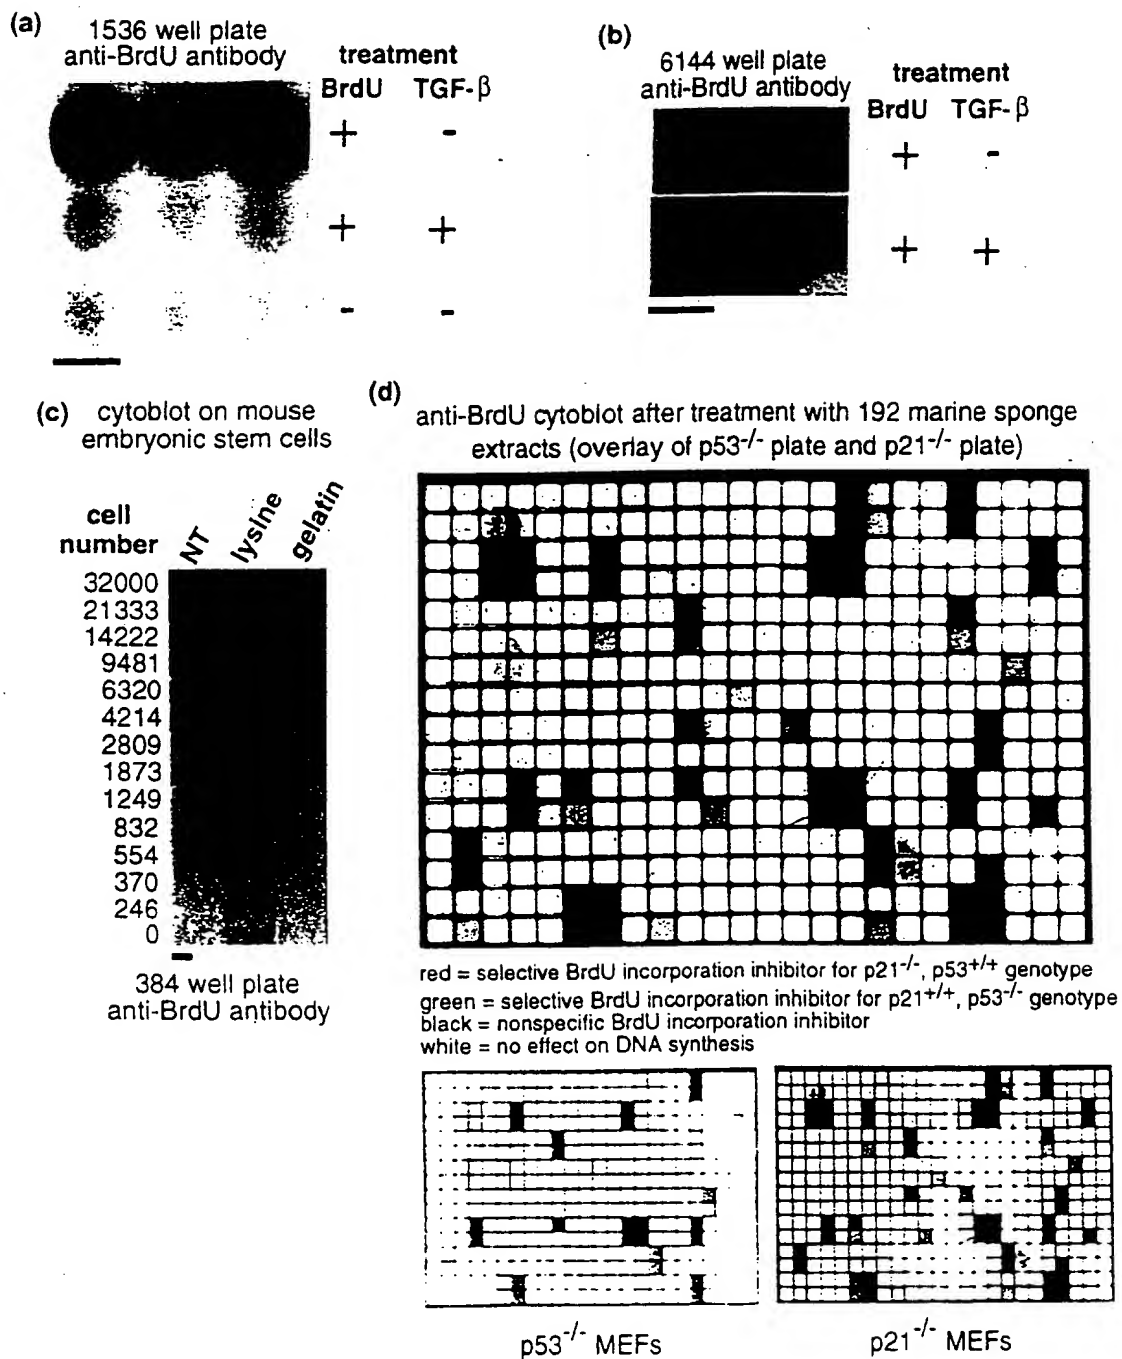 (a)
1536 well plate
anti-BrdU antibody
treatment
BrdU TGF-β
+ -
+ +
- -
(b)
6144 well plate
anti-BrdU antibody
treatment
BrdU TGF-β
+ -
+ +
(c) cytoblot on mouse
embryonic stem cells
cell
number
NT lysine gelatin
32000
21333
14222
9481
6320
4214
2809
1873
1249
832
554
370
246
0
384 well plate
anti-BrdU antibody
(d)
anti-BrdU cytoblot after treatment with 192 marine sponge
extracts (overlay of p53-/- plate and p21-/- plate)
red = selective BrdU incorporation inhibitor for p21-/-, p53+/+ genotype
green = selective BrdU incorporation inhibitor for p21+/+, p53-/- genotype
black = nonspecific BrdU incorporation inhibitor
white = no effect on DNA synthesis
p53-/- MEFs
p21-/- MEFs